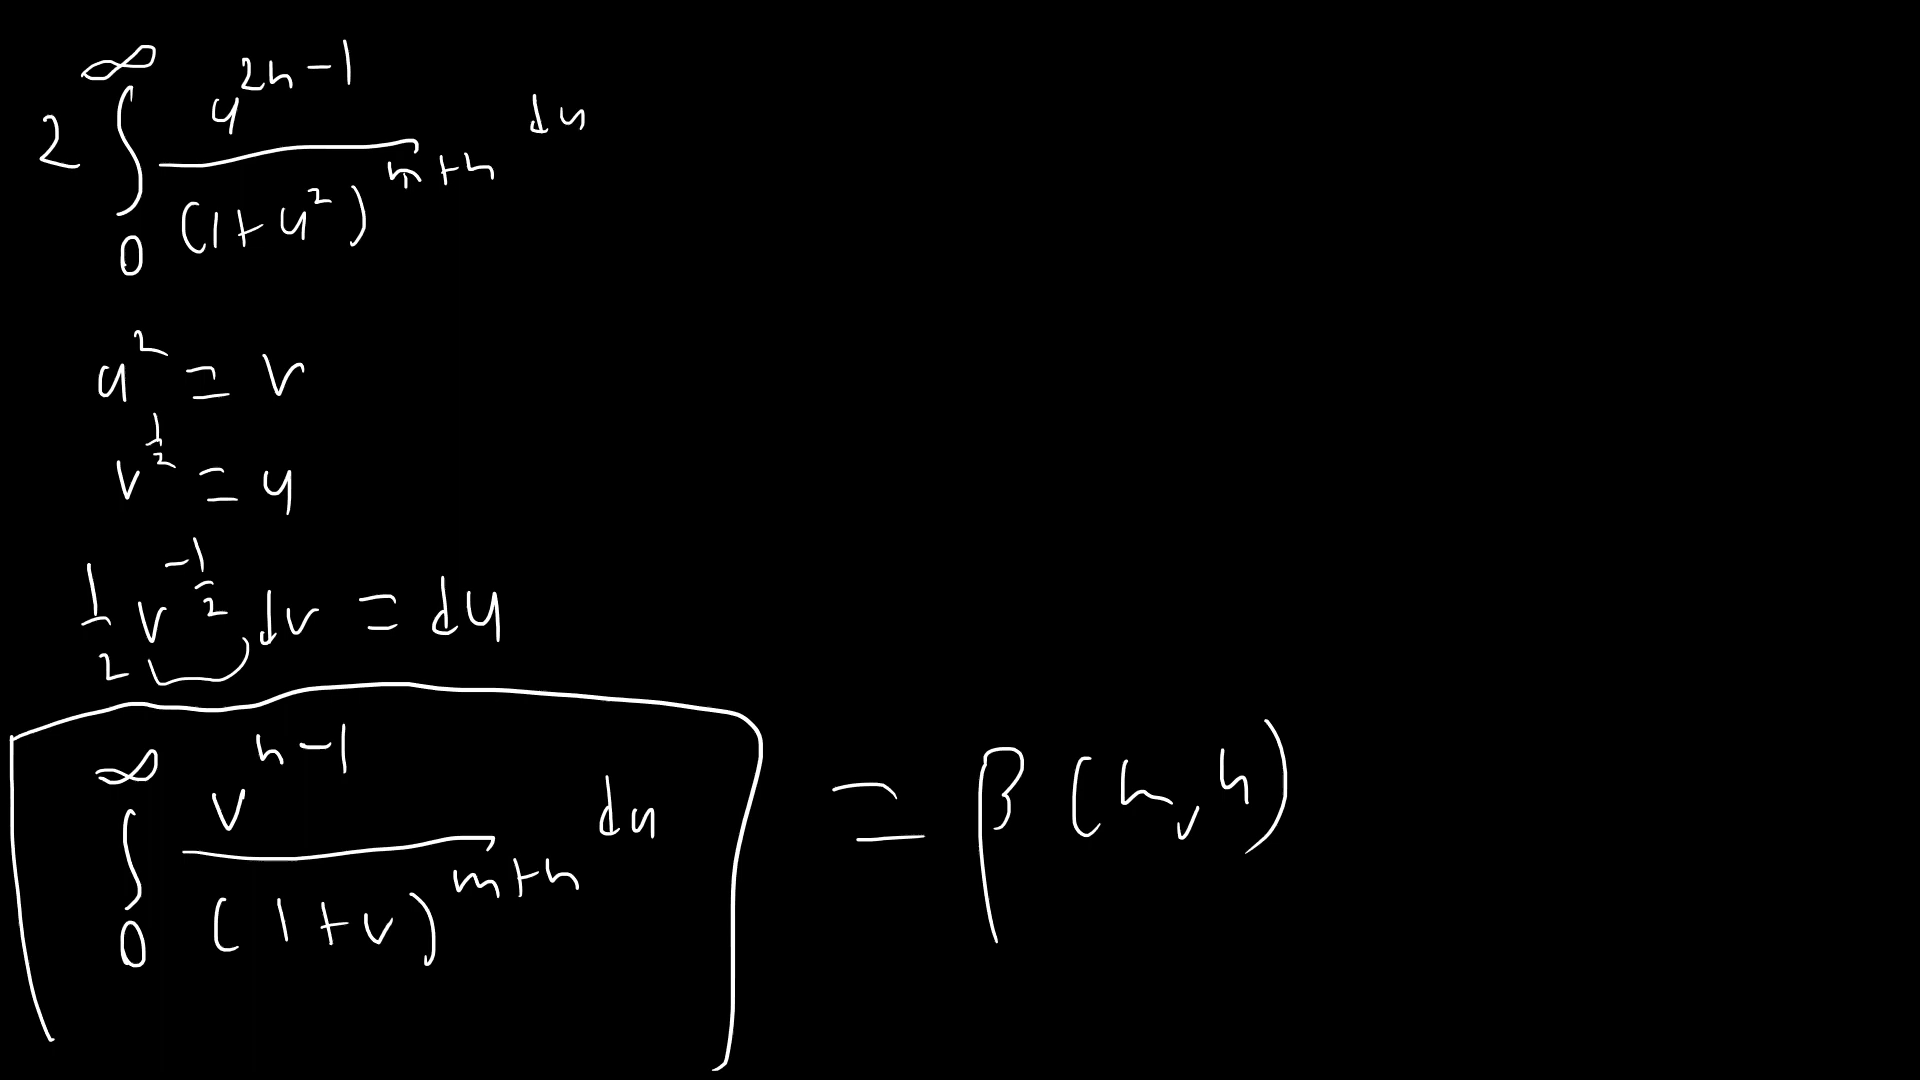 2 ∫₀^∞ u^{2n-1} / (1+u²)^{m+n} du
u² = v
v^{1/2} = u
1/2 v^{-1/2} dv = du
∫₀^∞ v^{n-1} / (1+v)^{m+n} du = β(m,n)